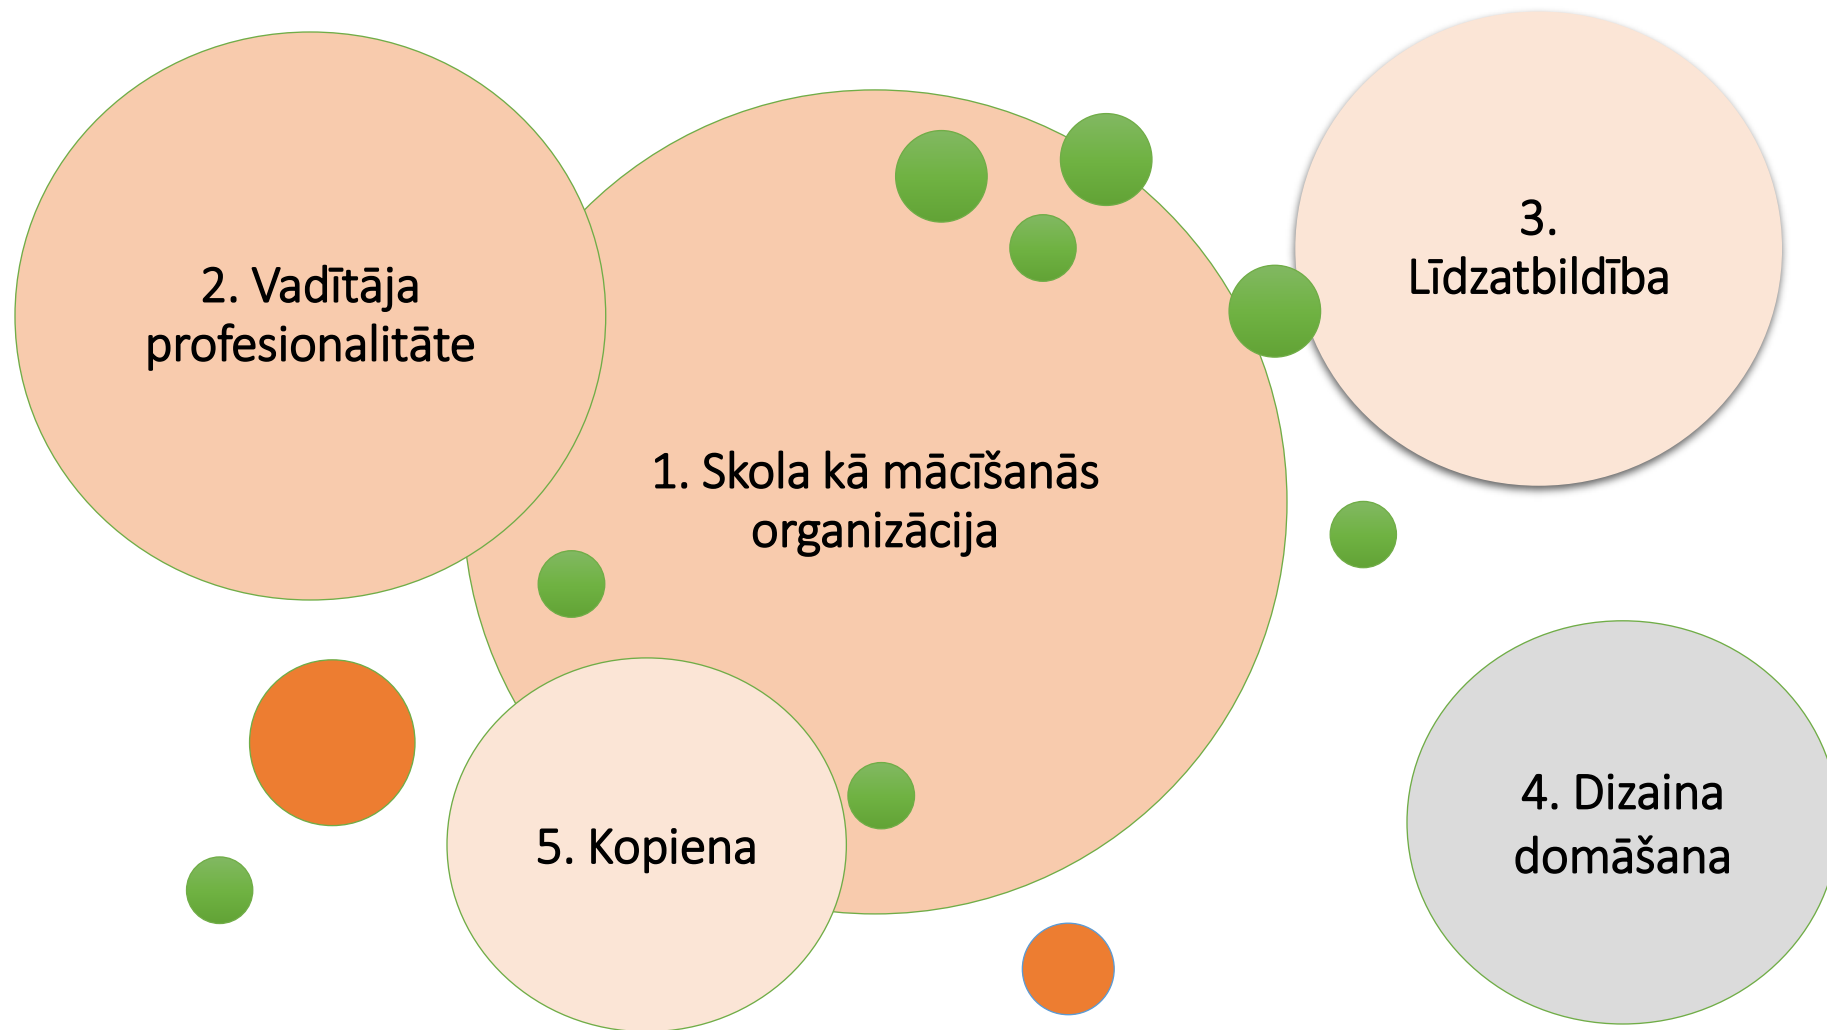 1. Skola kā mācīšanās
organizācija
2. Vadītāja
profesionalitāte
3.
Līdzatbildība
4. Dizaina
domāšana
5. Kopiena